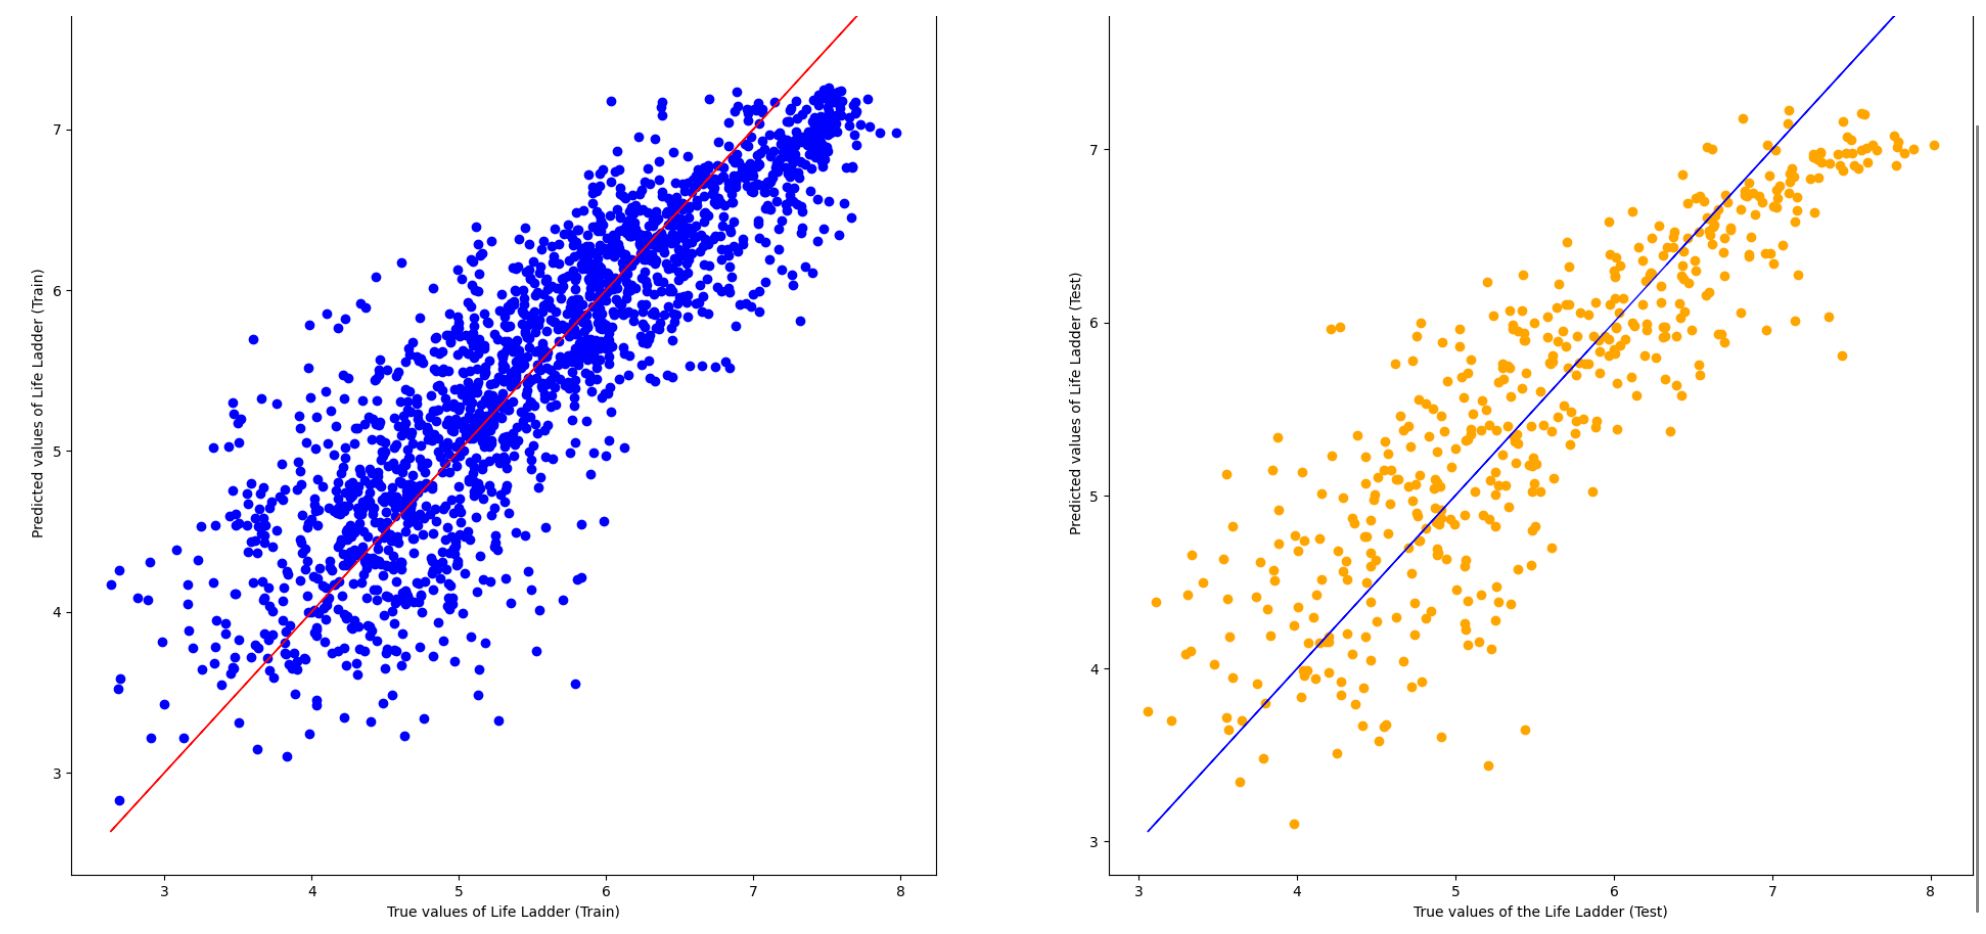 Predicted values of Life Ladder (Train)
7
6
5
4
3
3 4 5 6 7 8
True values of Life Ladder (Train)
Predicted values of Life Ladder (Test)
7
6
5
4
3
3 4 5 6 7 8
True values of the Life Ladder (Test)